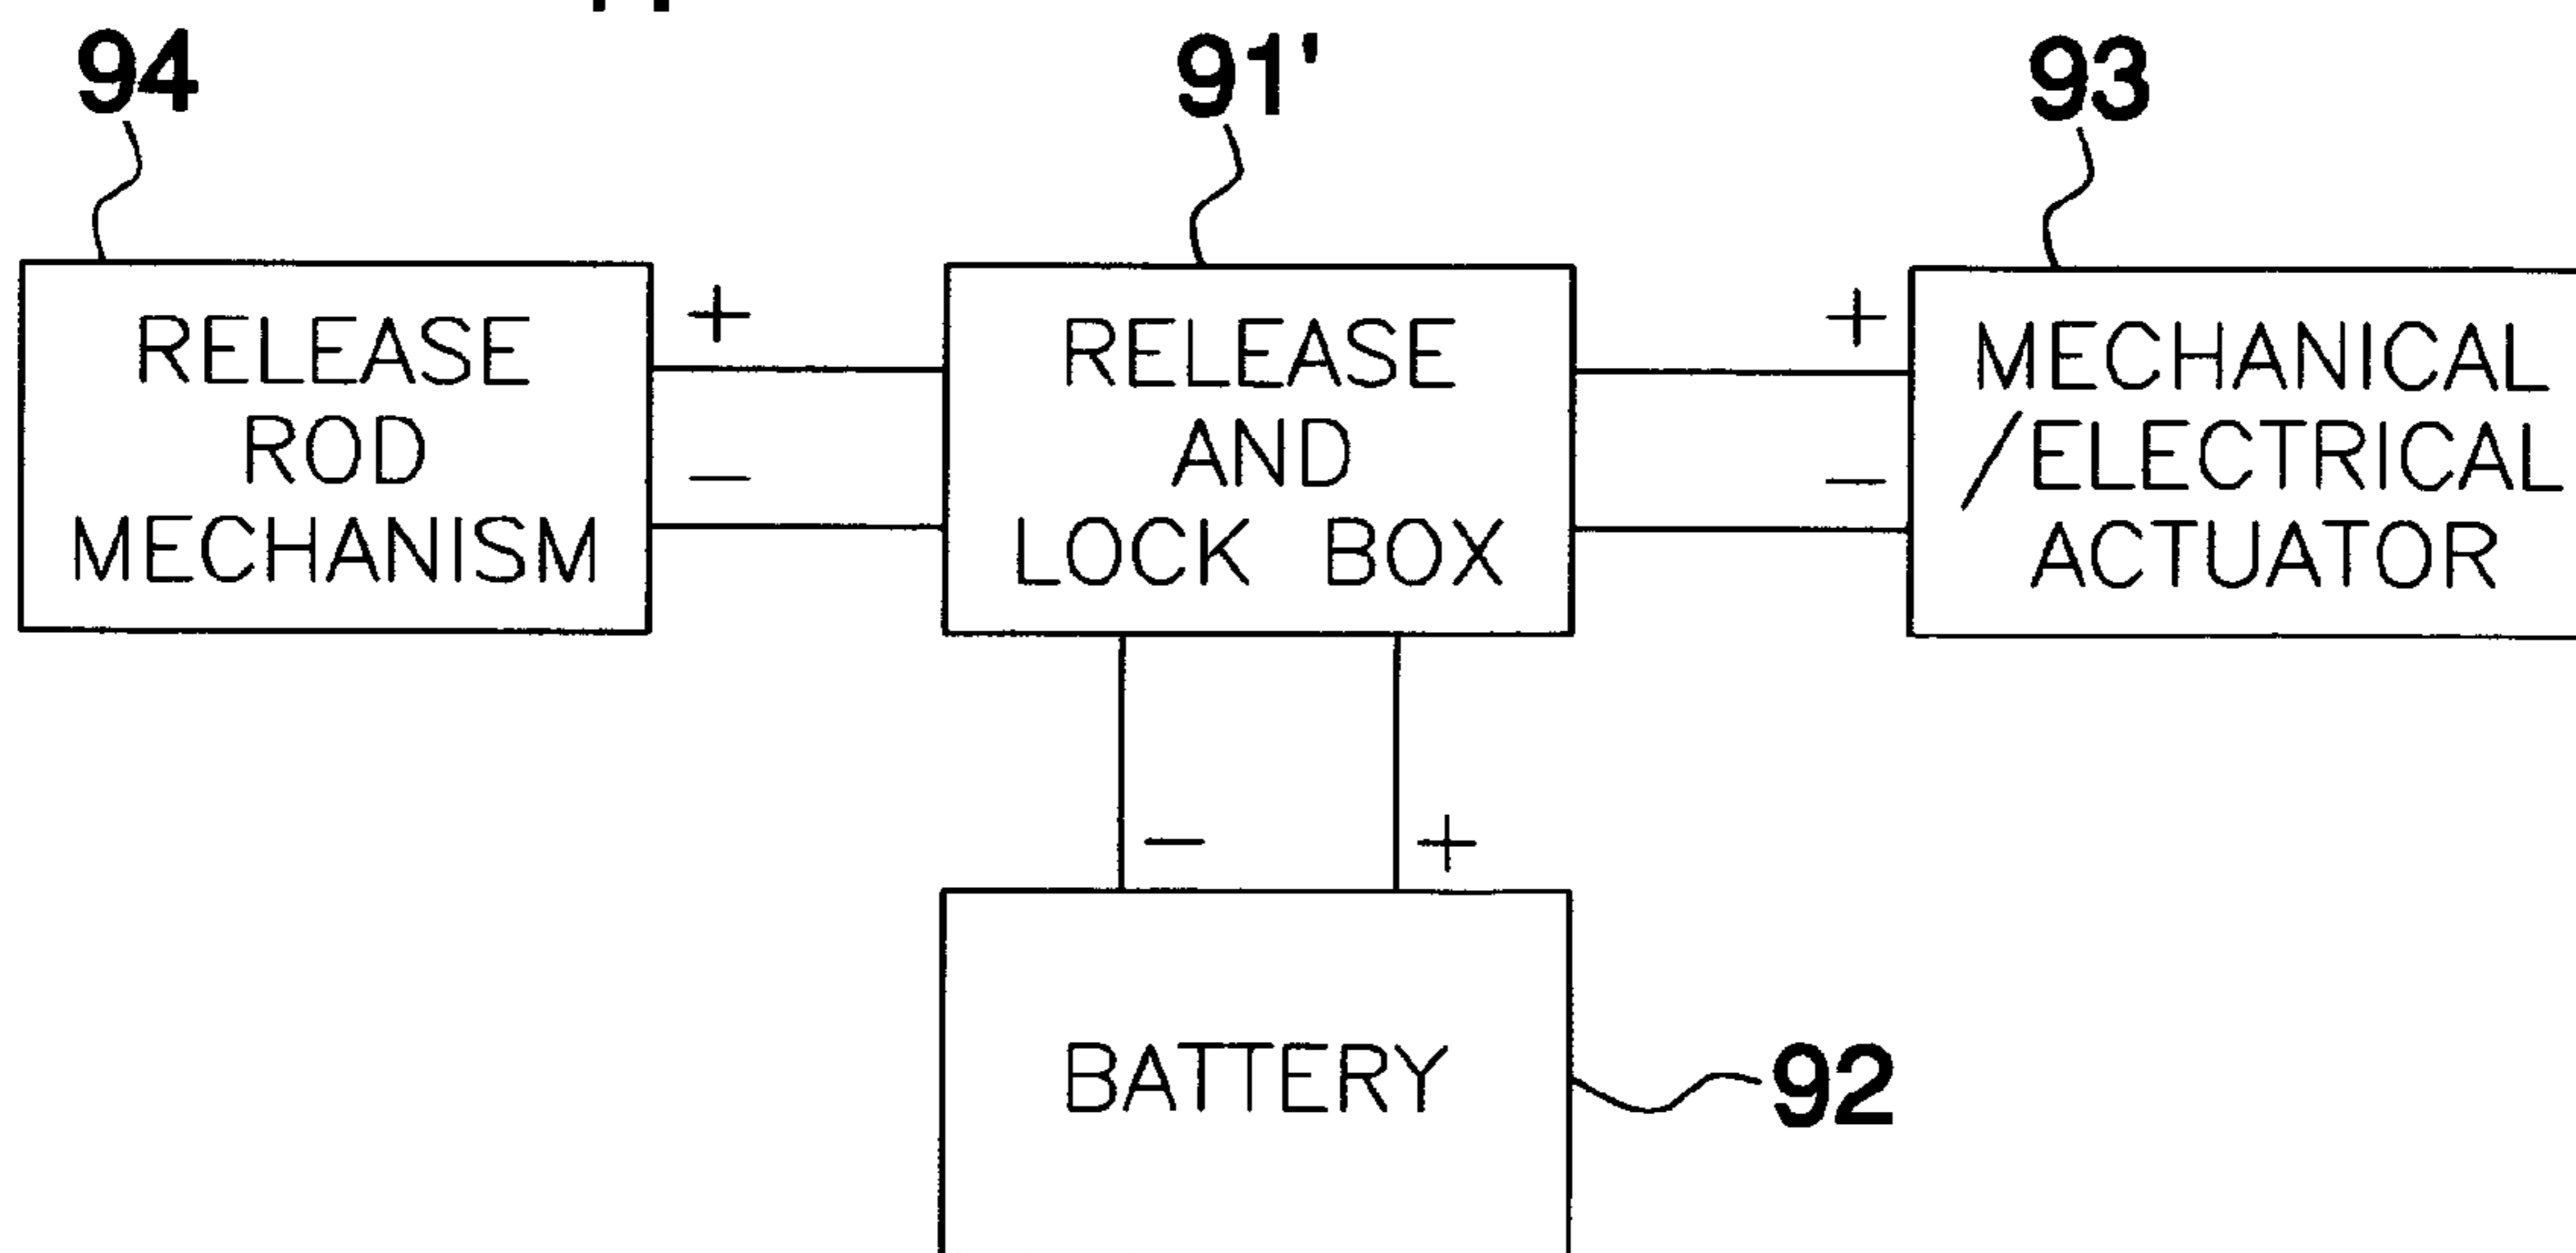 94
91'
93
RELEASE
ROD
MECHANISM
+
−
RELEASE
AND
LOCK BOX
+
−
MECHANICAL
/ELECTRICAL
ACTUATOR
− +
BATTERY
92